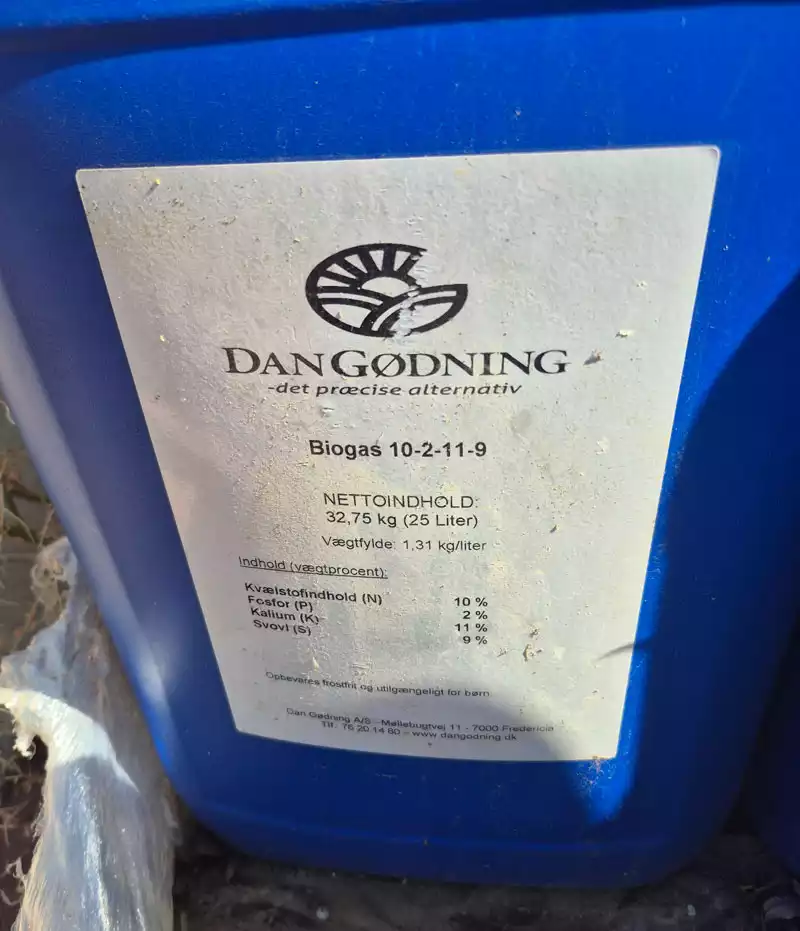 DANGØDNING
-det præcise alternativ
Biogas 10-2-11-9
NETTOINDHOLD:
32,75 kg (25 Liter)
Vægtfylde: 1,31 kg/liter
Indhold (vægtprocent):
Kvælstofindhold (N) 10 %
Fosfor (P) 2 %
Kalium (K) 11 %
Svovl (S) 9 %
Opbevares frostfrit og utilgængeligt for børn
Dan Gødning A/S - Møllebugtvej 11 - 7000 Fredericia
Tlf. 76 20 14 60 - www.dangodning.dk